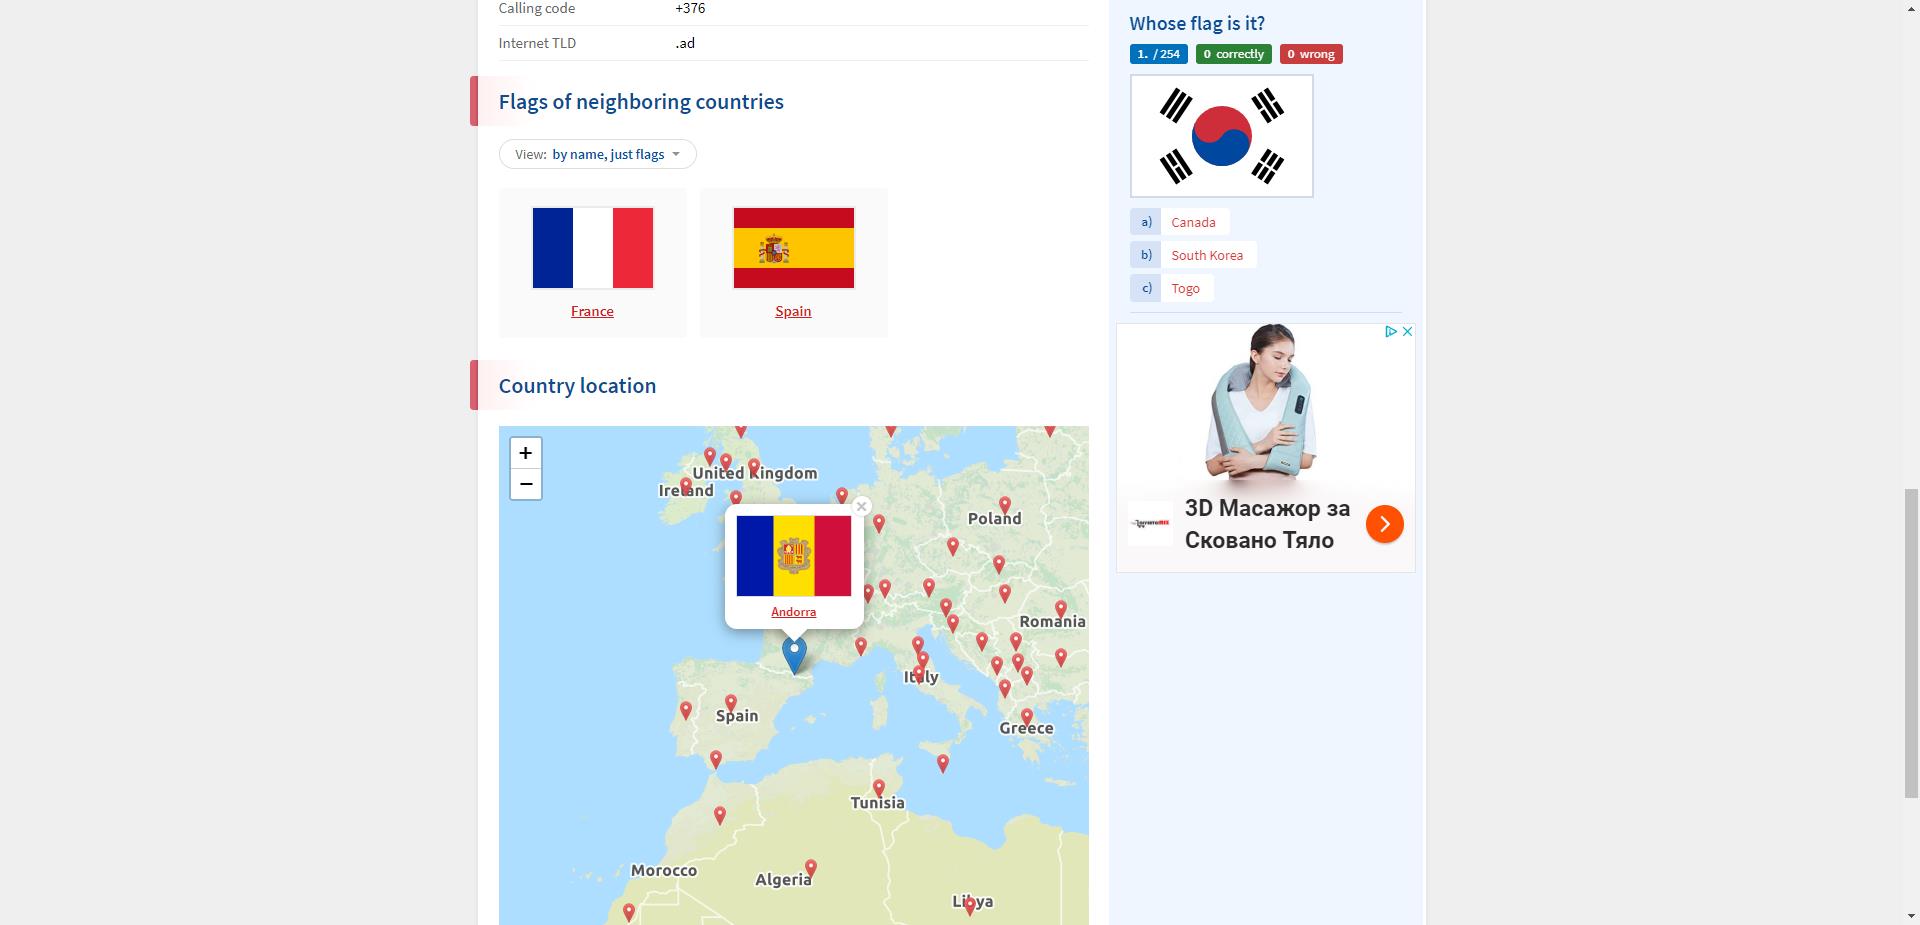 Calling code +376
Internet TLD .ad
Flags of neighboring countries
View: by name, just flags
France
Spain
Country location
+
−
United Kingdom
Ireland
Poland
Andorra
Romania
Italy
Spain
Greece
Tunisia
Morocco
Algeria
Libya
Whose flag is it?
1. / 254 0 correctly 0 wrong
a) Canada
b) South Korea
c) Togo
3D Масажор за
Сковано Тяло